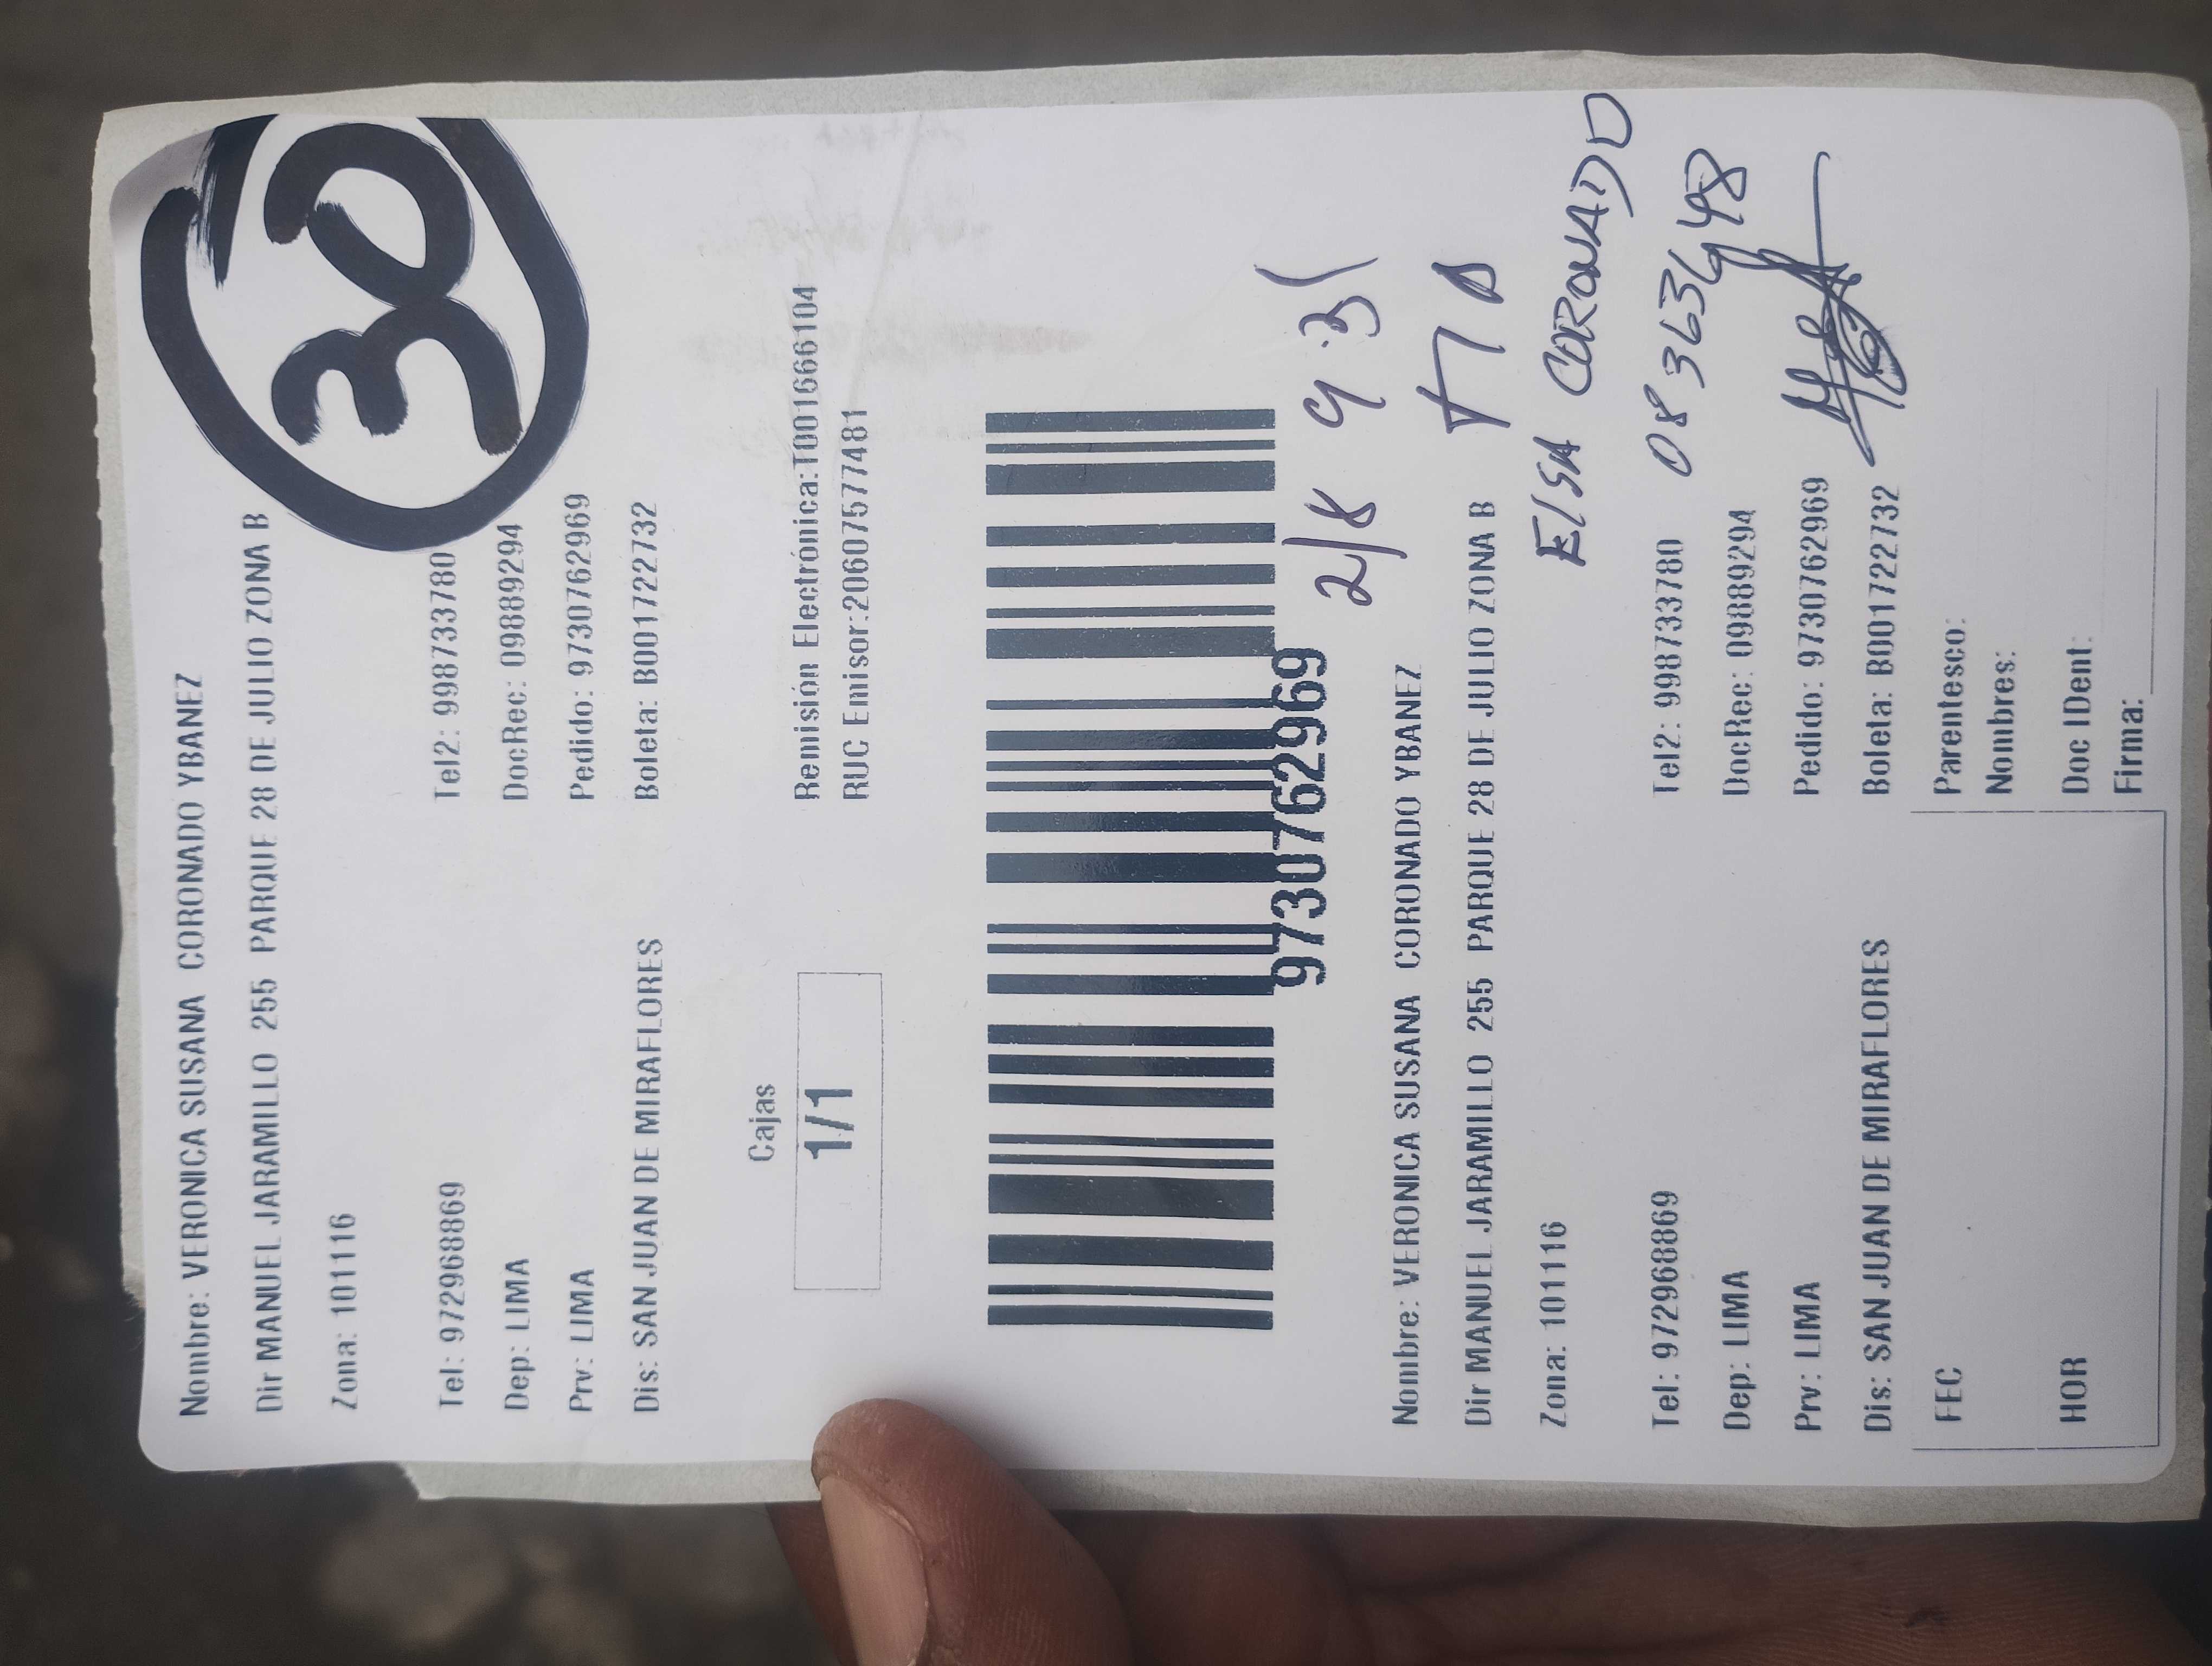 30
Nombre: VERONICA SUSANA CORONADO YBANEZ
Dir MANUEL JARAMILLO 255 PARQUE 28 DE JULIO ZONA B
Zona: 101116
Tel: 972968869 Tel2: 998733780
Dep: LIMA DocRec: 09889294
Prv: LIMA Pedido: 9730762969
Dis: SAN JUAN DE MIRAFLORES Boleta: B001722732
Cajas
1/1
Remisión Electrónica:T001666104
RUC Emisor:20607577481
9730762969
2/8
Nombre: VERONICA SUSANA CORONADO YBANEZ
Dir MANUEL JARAMILLO 255 PARQUE 28 DE JULIO ZONA B
Zona: 101116
ElSA CORONADO
Tel: 972968869 Tel2: 998733780
Dep: LIMA DocRec: 09889294
Prv: LIMA Pedido: 9730762969
Dis: SAN JUAN DE MIRAFLORES Boleta: B001722732
FEC
Parentesco:
Nombres:
HOR
Doc IDent:
Firma: